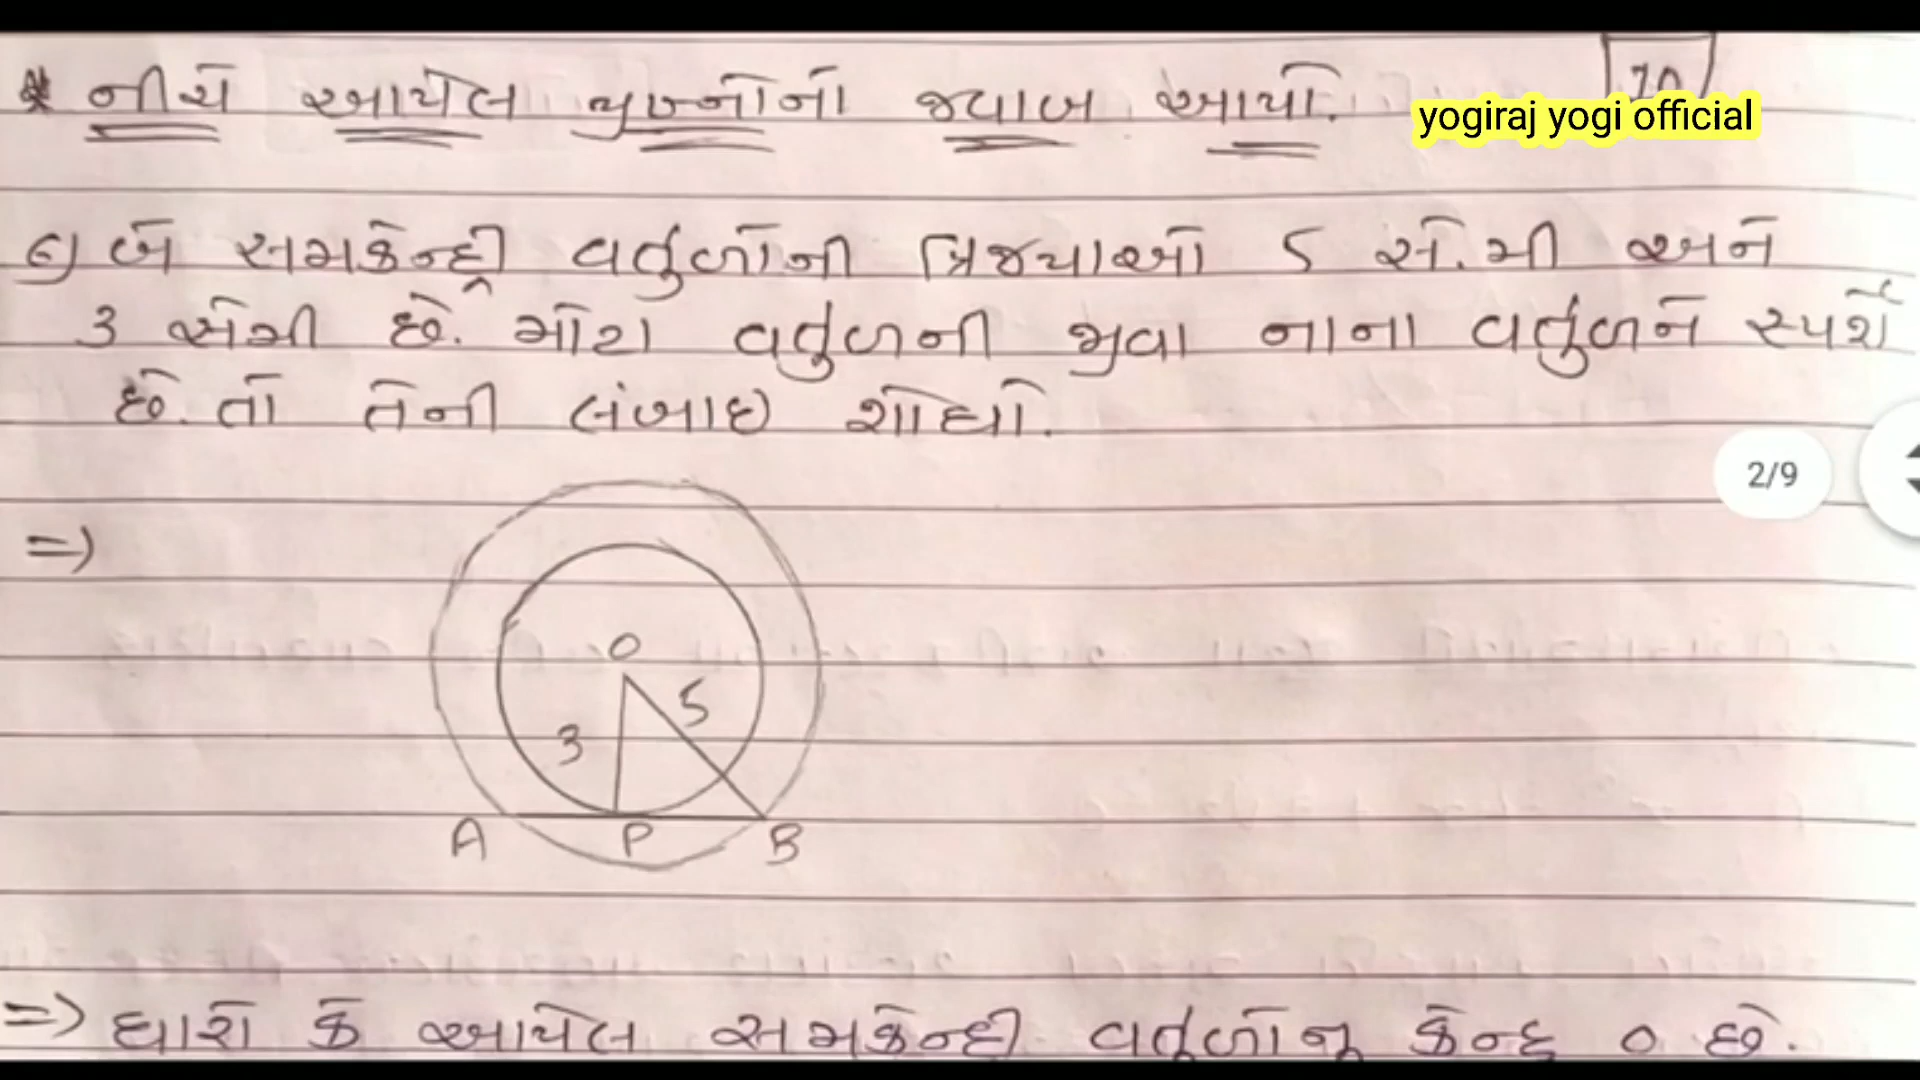 * નીચે આપેલ પ્રશ્નોનો જવાબ આપો. 10
yogiraj yogi official
6) બે સમકેન્દ્રી વર્તુળોની ત્રિજ્યાઓ 5 સે.મી અને
3 સેમી છે. મોટા વર્તુળની જીવા નાના વર્તુળને સ્પર્શે
છે. તો તેની લંબાઇ શોધો.
2/9
=>
O
5
3
A P B
=> ધારો કે આપેલ સમકેન્દ્રી વર્તુળોનુ કેન્દ્ર O છે.